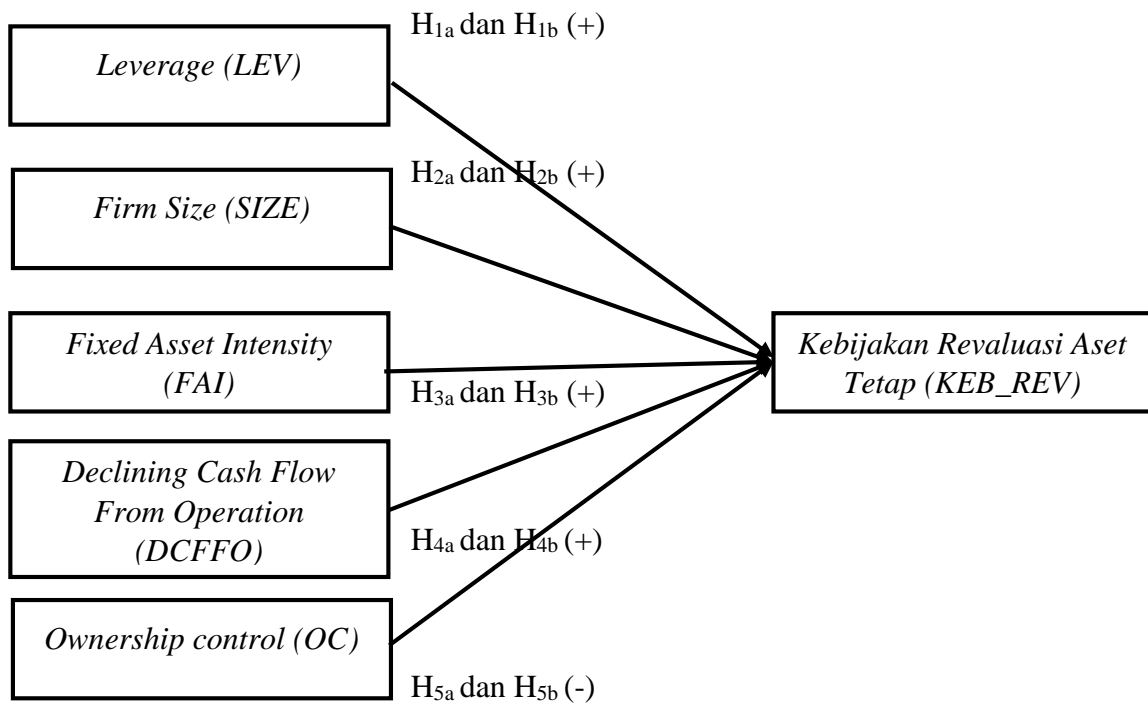 H1a dan H1b (+)
Leverage (LEV)
H2a dan H2b (+)
Firm Size (SIZE)
Fixed Asset Intensity
(FAI)
H3a dan H3b (+)
Kebijakan Revaluasi Aset
Tetap (KEB_REV)
Declining Cash Flow
From Operation
(DCFFO)
H4a dan H4b (+)
Ownership control (OC)
H5a dan H5b (-)